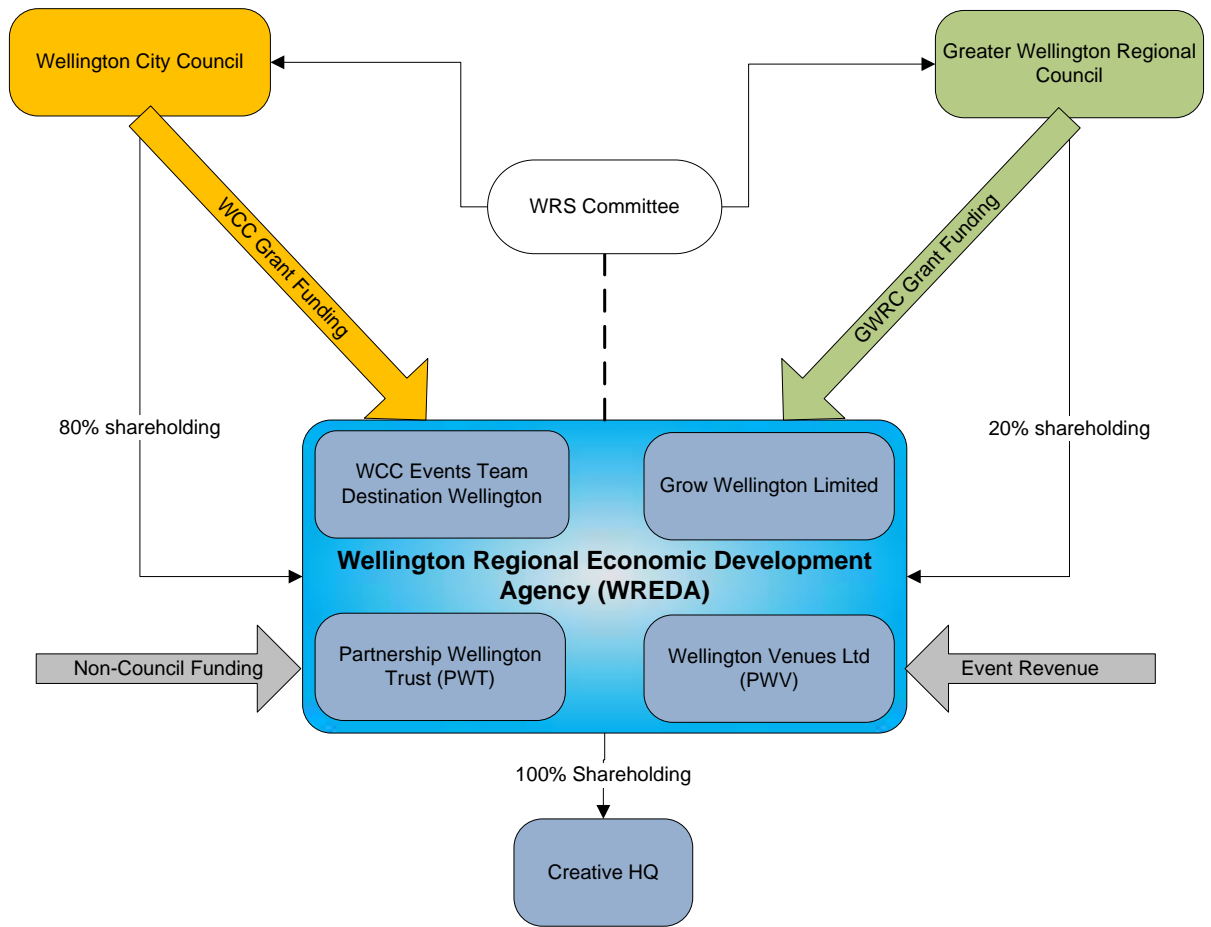 Wellington City Council
Greater Wellington Regional
Council
WRS Committee
WCC Grant Funding
GWRC Grant Funding
80% shareholding
20% shareholding
WCC Events Team
Destination Wellington
Grow Wellington Limited
Wellington Regional Economic Development
Agency (WREDA)
Non-Council Funding
Partnership Wellington
Trust (PWT)
Wellington Venues Ltd
(PWV)
Event Revenue
100% Shareholding
Creative HQ